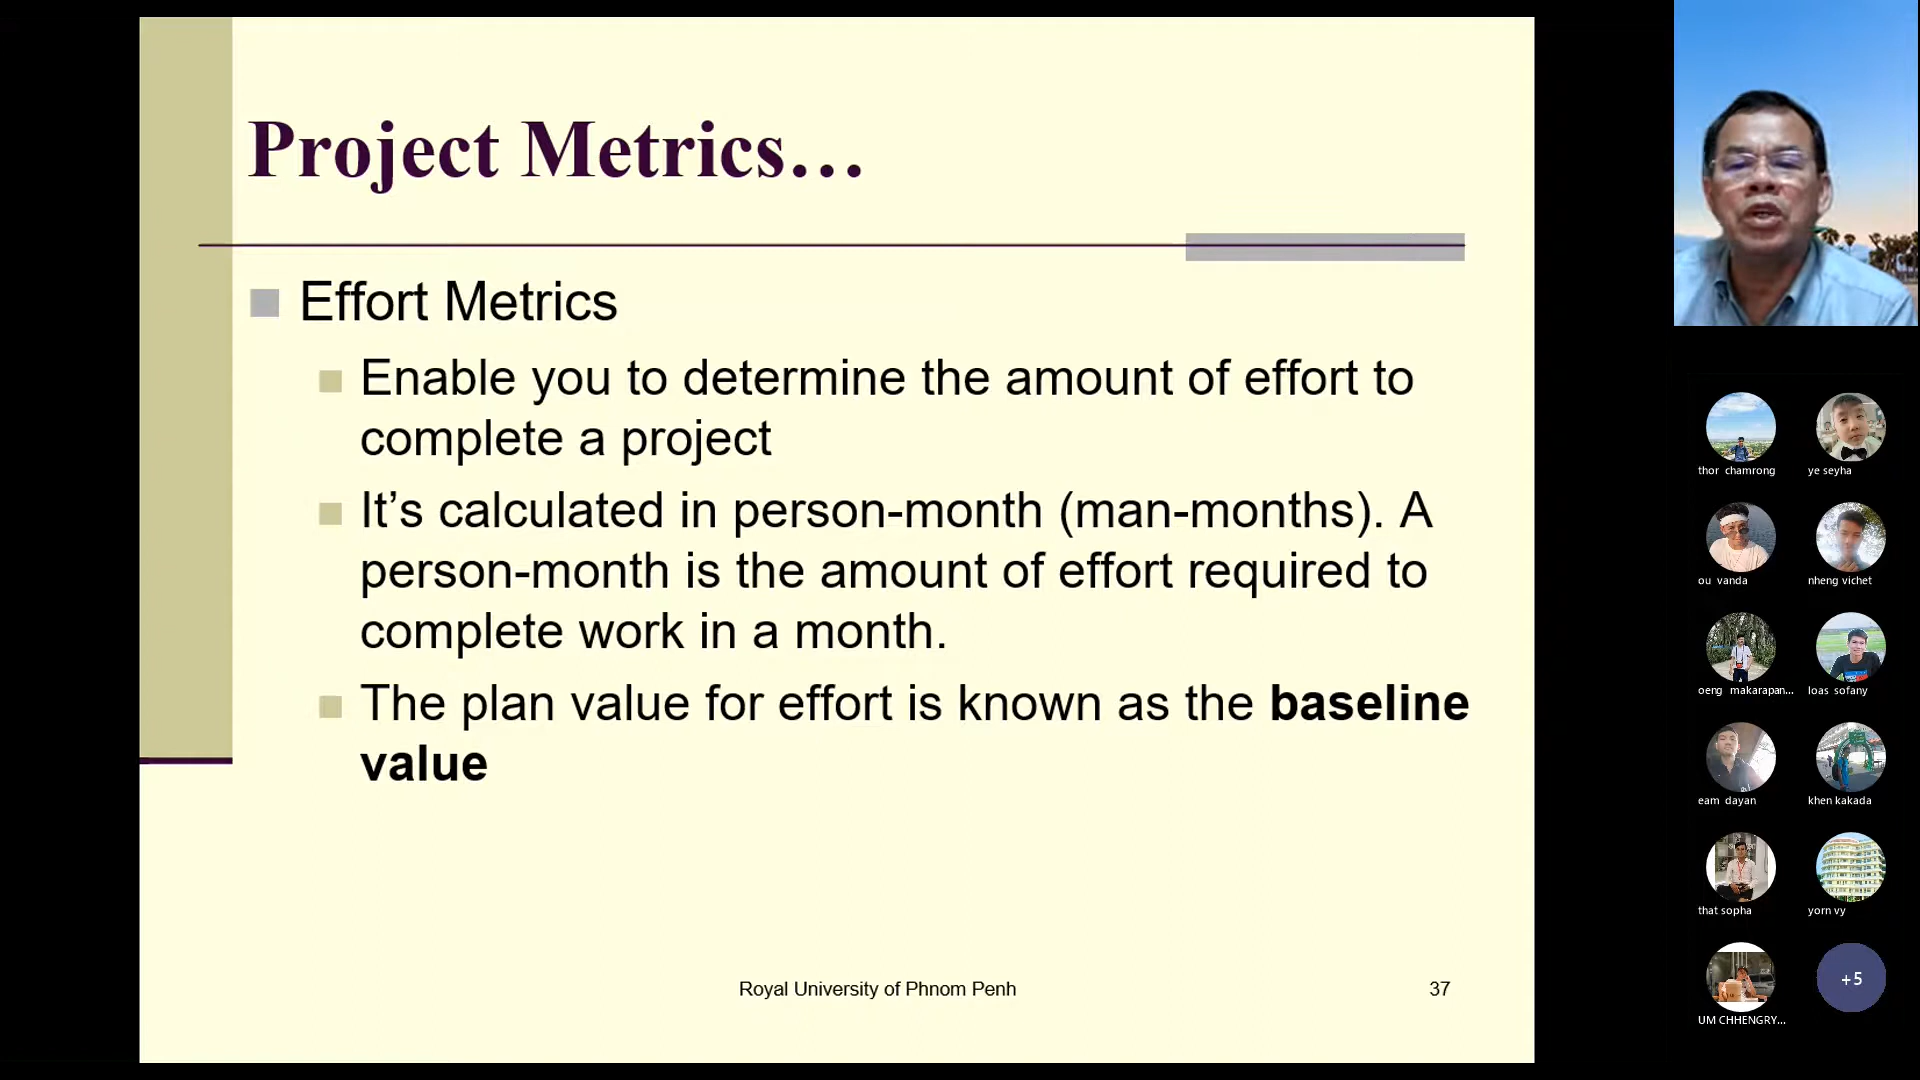 Project Metrics…
Effort Metrics
Enable you to determine the amount of effort to
complete a project
It’s calculated in person-month (man-months). A
person-month is the amount of effort required to
complete work in a month.
The plan value for effort is known as the baseline
value
Royal University of Phnom Penh
37
thor chamrong
ye seyha
ou vanda
nheng vichet
oeng makarapan...
loas sofany
eam dayan
khen kakada
that sopha
yorn vy
UM CHHENGRY...
+5